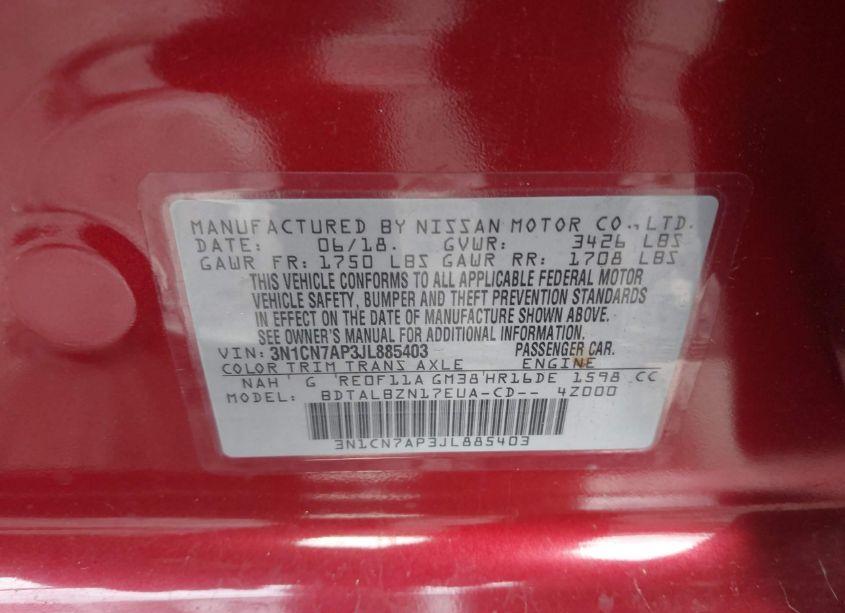 MANUFACTURED BY NISSAN MOTOR CO., LTD.
DATE: 06/18. GVWR: 3426 LBS
GAWR FR: 1750 LBS GAWR RR: 1708 LBS
THIS VEHICLE CONFORMS TO ALL APPLICABLE FEDERAL MOTOR
VEHICLE SAFETY, BUMPER AND THEFT PREVENTION STANDARDS
IN EFFECT ON THE DATE OF MANUFACTURE SHOWN ABOVE.
SEE OWNER'S MANUAL FOR ADDITIONAL INFORMATION.
VIN: 3N1CN7AP3JL885403 PASSENGER CAR.
COLOR TRIM TRANS AXLE ENGINE
NAH G RE0F11A GM38 HR16DE 1598 CC
MODEL: BDTALBZN17EUA-CD-- 4Z000
3N1CN7AP3JL885403